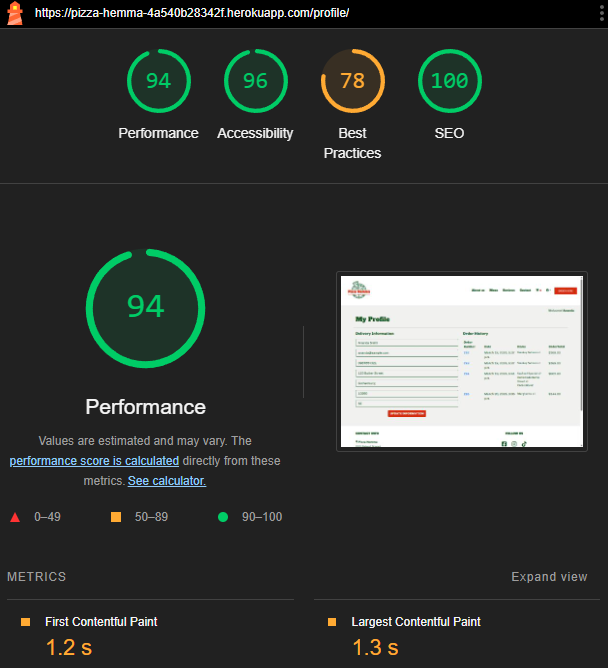 https://pizza-hemma-4a540b28342f.herokuapp.com/profile/
94
96
78
100
Performance
Accessibility
Best
Practices
SEO
94
Performance
Values are estimated and may vary. The
performance score is calculated directly from these
metrics. See calculator.
0–49
50–89
90–100
My Profile
Delivery Information
Order History
METRICS
Expand view
First Contentful Paint
1.2 s
Largest Contentful Paint
1.3 s